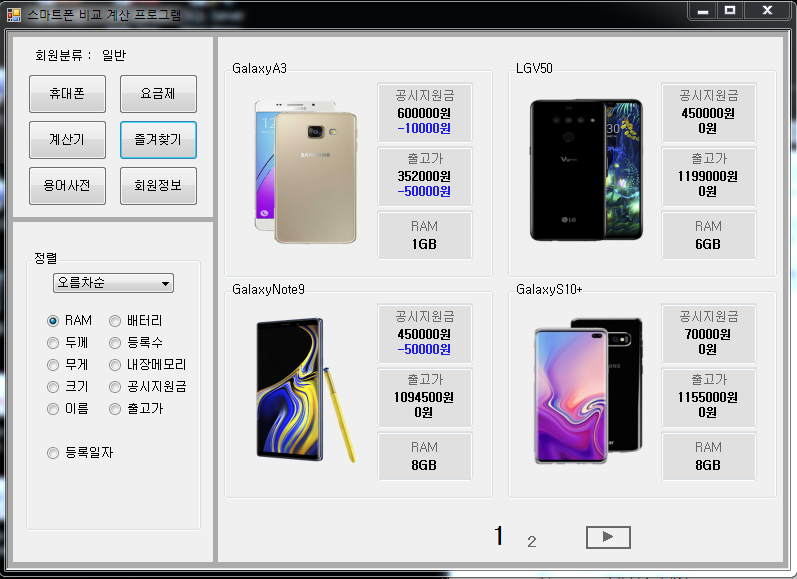 스마트폰 비교 계산 프로그램
회원분류 : 일반
휴대폰
요금제
계산기
즐겨찾기
용어사전
회원정보
정렬
오름차순
RAM
배터리
두께
등록수
무게
내장메모리
크기
공시지원금
이름
출고가
등록일자
GalaxyA3
12
SAMSUNG
공시지원금
600000원
-10000원
출고가
352000원
-50000원
RAM
1GB
LGV50
30
LG
공시지원금
450000원
0원
출고가
1199000원
0원
RAM
6GB
GalaxyNote9
공시지원금
450000원
-50000원
출고가
1094500원
0원
RAM
8GB
GalaxyS10+
공시지원금
70000원
0원
출고가
1155000원
0원
RAM
8GB
1
2